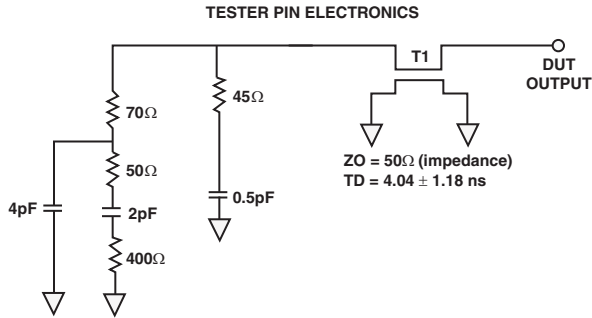 TESTER PIN ELECTRONICS
T1
DUT
OUTPUT
70Ω
45Ω
50Ω
ZO = 50Ω (impedance)
TD = 4.04 ± 1.18 ns
4pF
2pF
0.5pF
400Ω